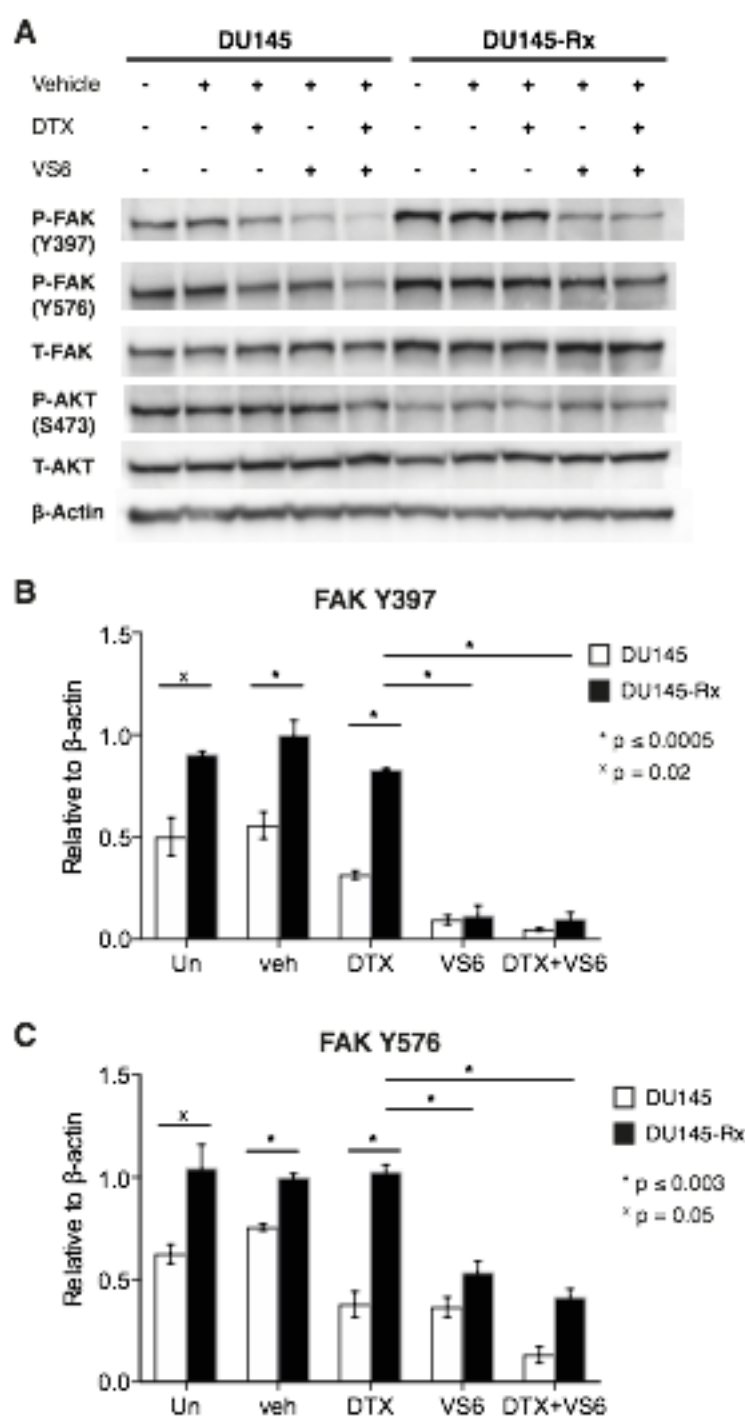 A
DU145 DU145-Rx
Vehicle - + + + + - + + + +
DTX - - + - + - - + - +
VS6 - - - + + - - - + +
P-FAK
(Y397)
P-FAK
(Y576)
T-FAK
P-AKT
(S473)
T-AKT
β-Actin
B
FAK Y397
Relative to β-actin
1.5
1.0
0.5
0.0
x * * * *
DU145
DU145-Rx
* p ≤ 0.0005
x p = 0.02
Un veh DTX VS6 DTX+VS6
C
FAK Y576
Relative to β-actin
1.5
1.0
0.5
0.0
x * * * *
DU145
DU145-Rx
* p ≤ 0.003
x p = 0.05
Un veh DTX VS6 DTX+VS6